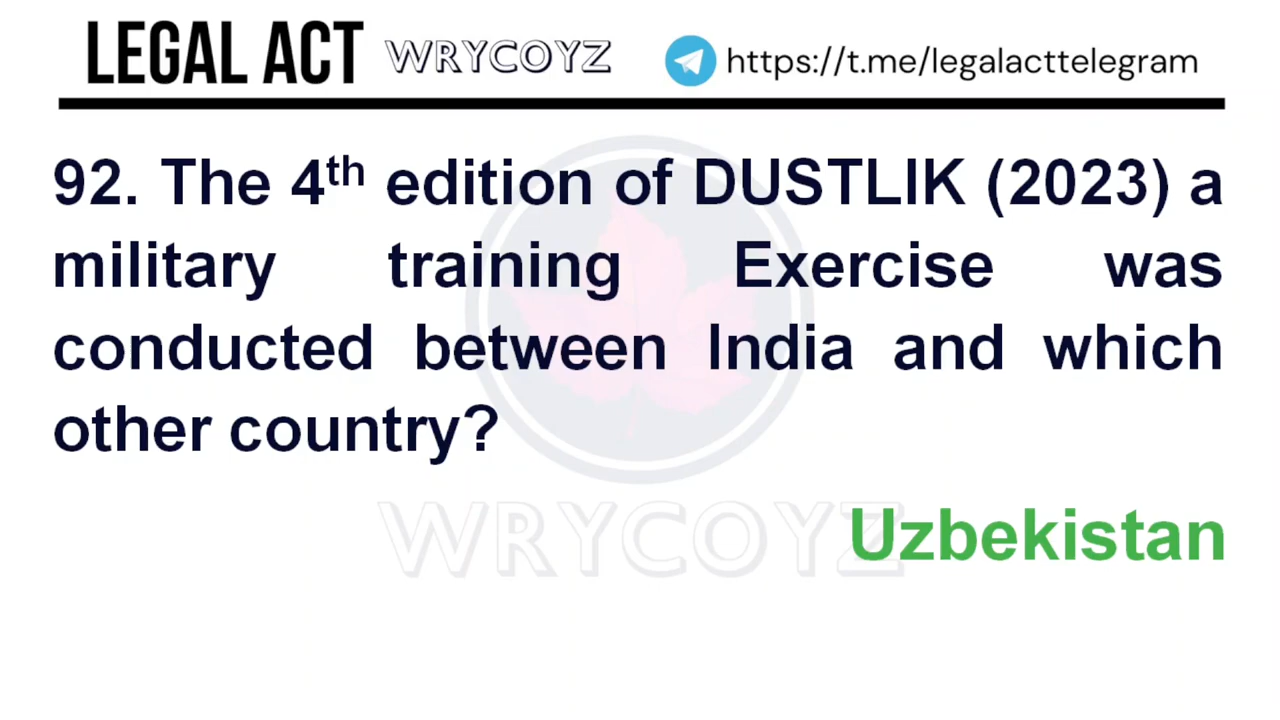 LEGAL ACT WRYCOYZ https://t.me/legalacttelegram
92. The 4th edition of DUSTLIK (2023) a
military training Exercise was
conducted between India and which
other country?
WRYCOYZ
Uzbekistan